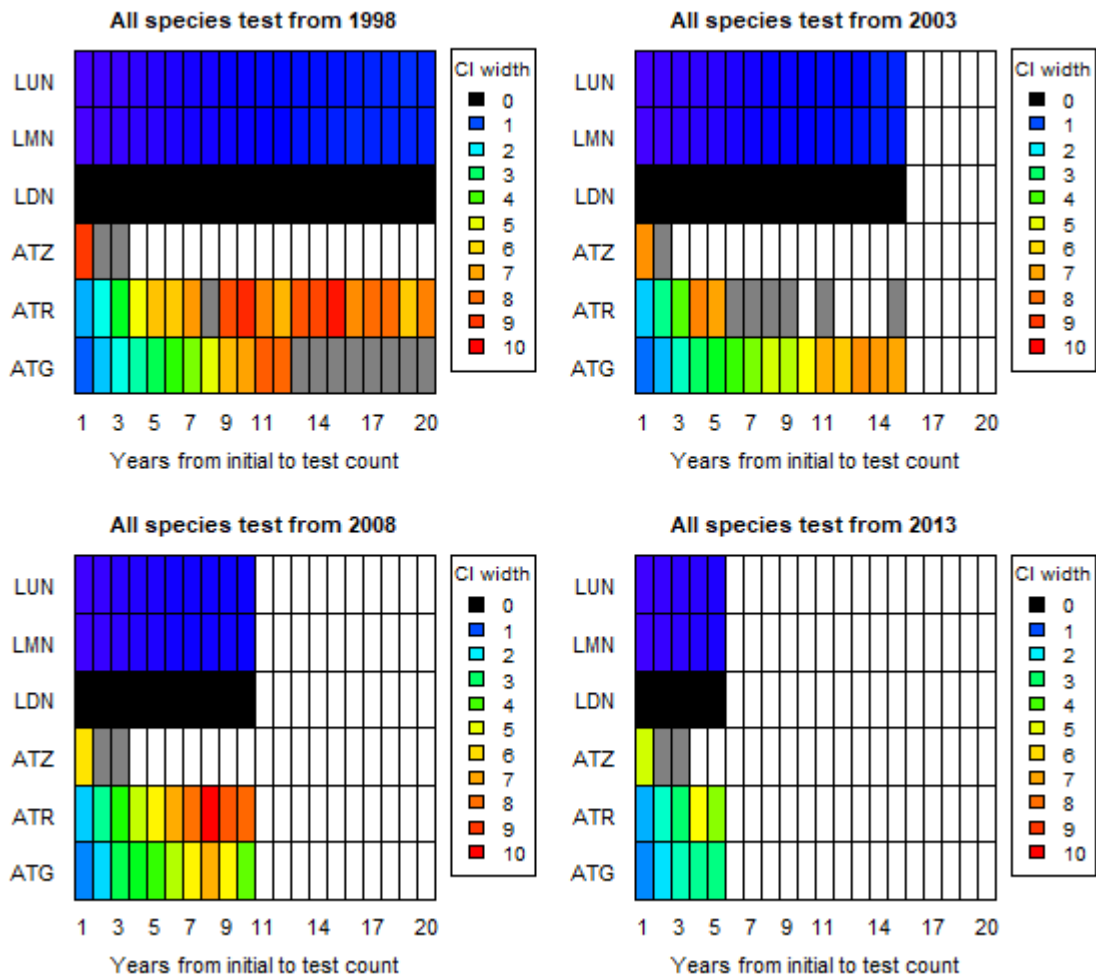 All species test from 1998
LUN
LMN
LDN
ATZ
ATR
ATG
1 3 5 7 9 11 14 17 20
Years from initial to test count
CI width
0
1
2
3
4
5
6
7
8
9
10
All species test from 2003
LUN
LMN
LDN
ATZ
ATR
ATG
1 3 5 7 9 11 14 17 20
Years from initial to test count
CI width
0
1
2
3
4
5
6
7
8
9
10
All species test from 2008
LUN
LMN
LDN
ATZ
ATR
ATG
1 3 5 7 9 11 14 17 20
Years from initial to test count
CI width
0
1
2
3
4
5
6
7
8
9
10
All species test from 2013
LUN
LMN
LDN
ATZ
ATR
ATG
1 3 5 7 9 11 14 17 20
Years from initial to test count
CI width
0
1
2
3
4
5
6
7
8
9
10